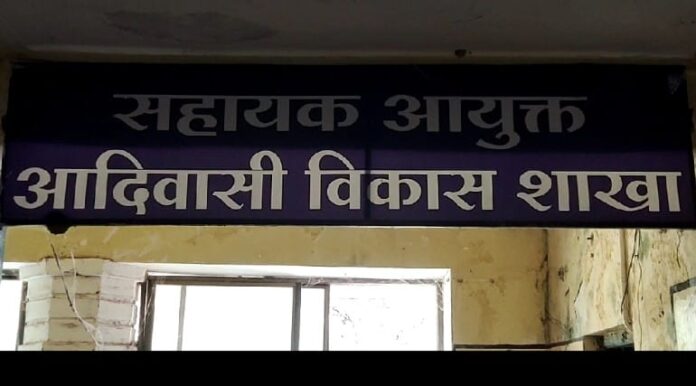 सहायक आयुक्त
आदिवासी विकास शाखा